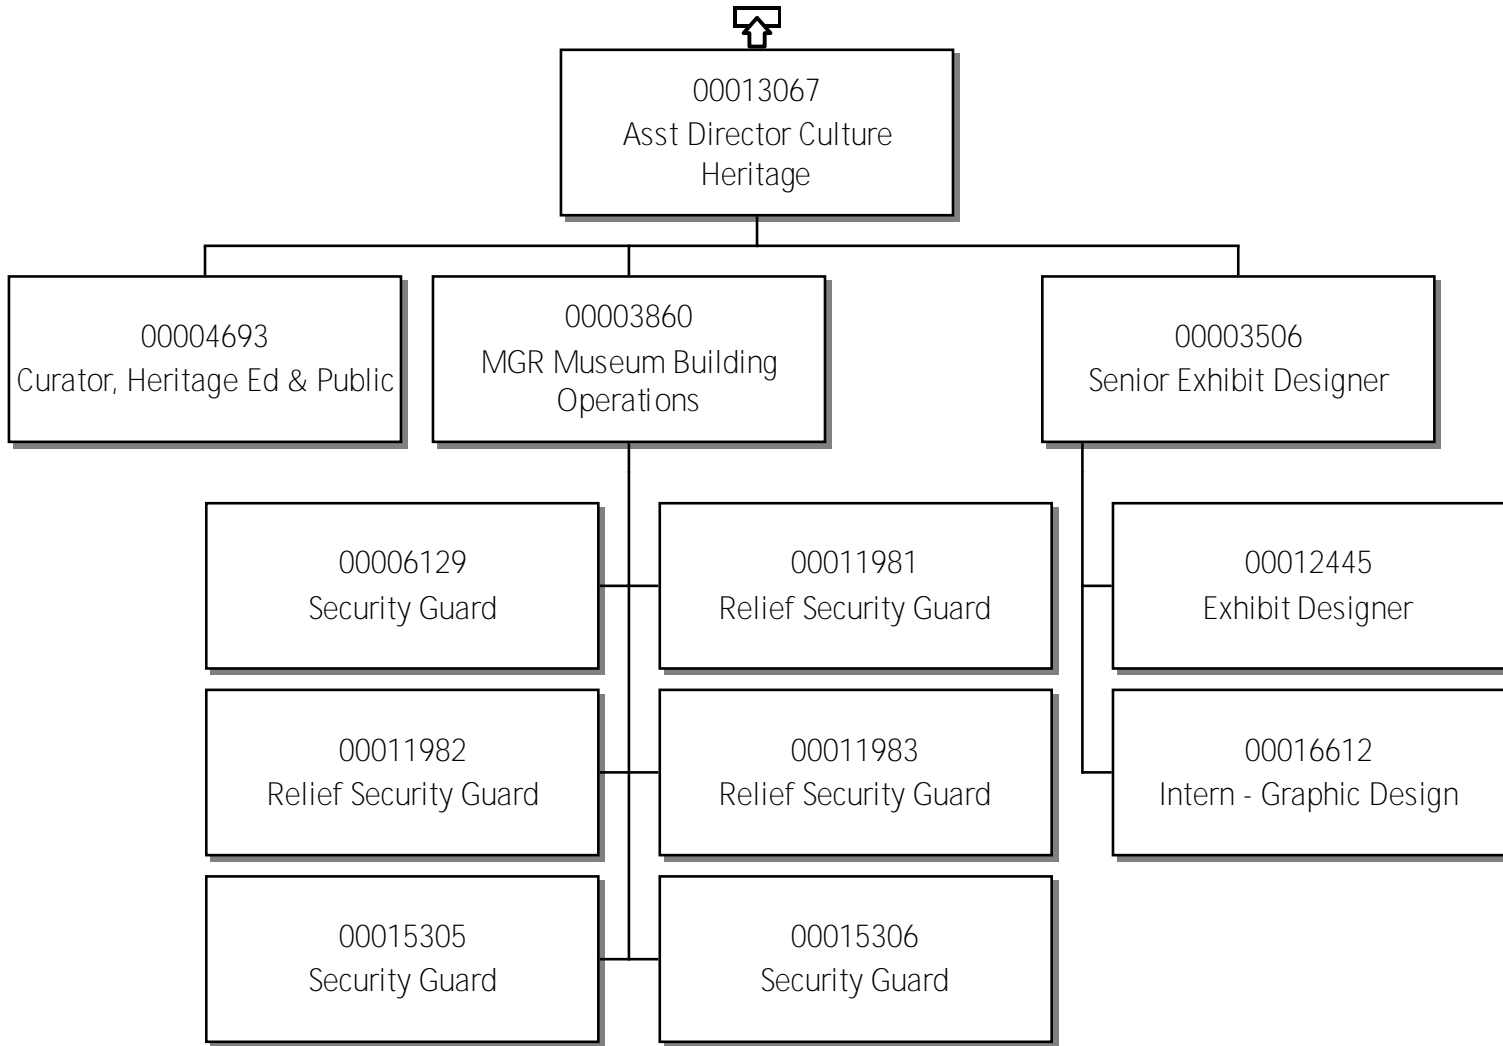 00013067
Asst Director Culture
Heritage
00004693
Curator, Heritage Ed & Public
00003860
MGR Museum Building
Operations
00003506
Senior Exhibit Designer
00006129
Security Guard
00011981
Relief Security Guard
00012445
Exhibit Designer
00011982
Relief Security Guard
00011983
Relief Security Guard
00016612
Intern - Graphic Design
00015305
Security Guard
00015306
Security Guard